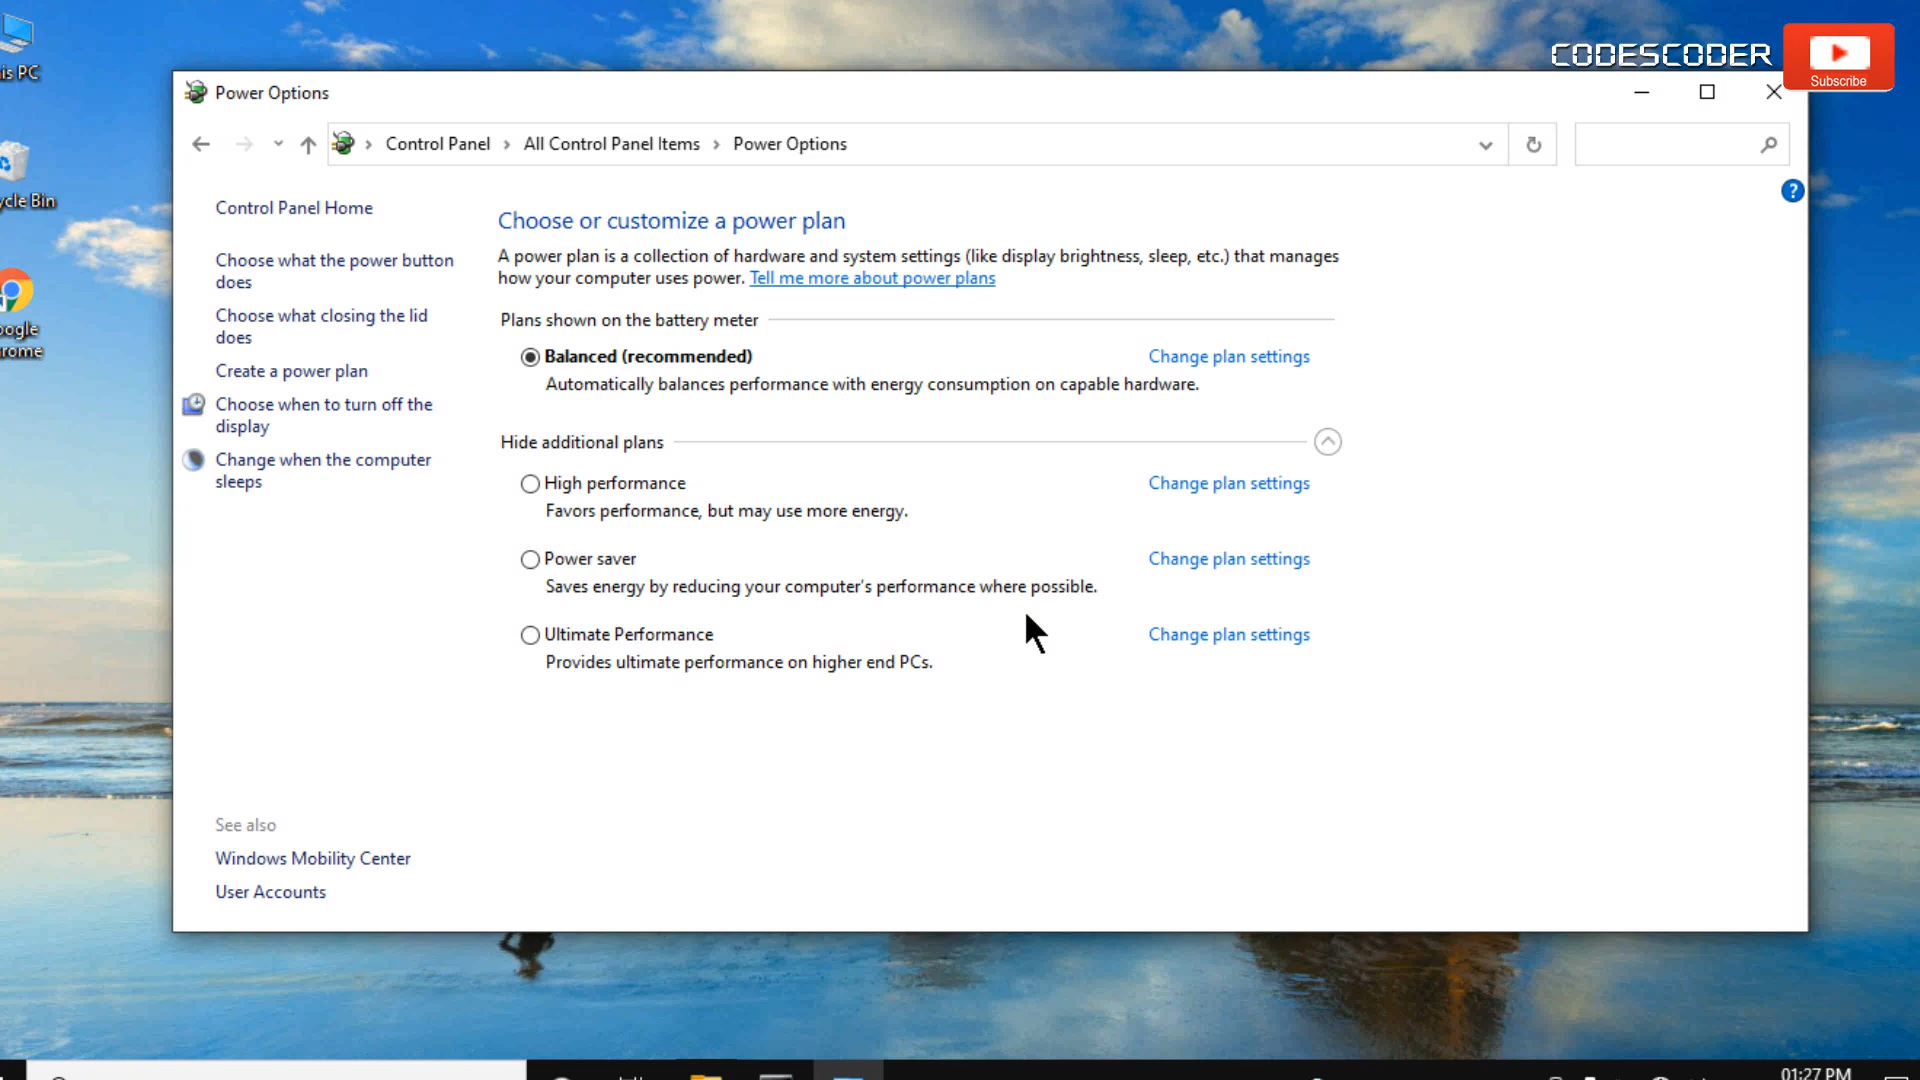 CODESCODER
Subscribe
is PC
Power Options
Control Panel > All Control Panel Items > Power Options
ycle Bin
?
Control Panel Home
Choose or customize a power plan
Choose what the power button
does
A power plan is a collection of hardware and system settings (like display brightness, sleep, etc.) that manages
how your computer uses power. Tell me more about power plans
Choose what closing the lid
does
oogle
rome
Plans shown on the battery meter
Balanced (recommended) Change plan settings
Automatically balances performance with energy consumption on capable hardware.
Create a power plan
Choose when to turn off the
display
Change when the computer
sleeps
Hide additional plans
High performance Change plan settings
Favors performance, but may use more energy.
Power saver Change plan settings
Saves energy by reducing your computer's performance where possible.
Ultimate Performance Change plan settings
Provides ultimate performance on higher end PCs.
See also
Windows Mobility Center
User Accounts
01:27 PM